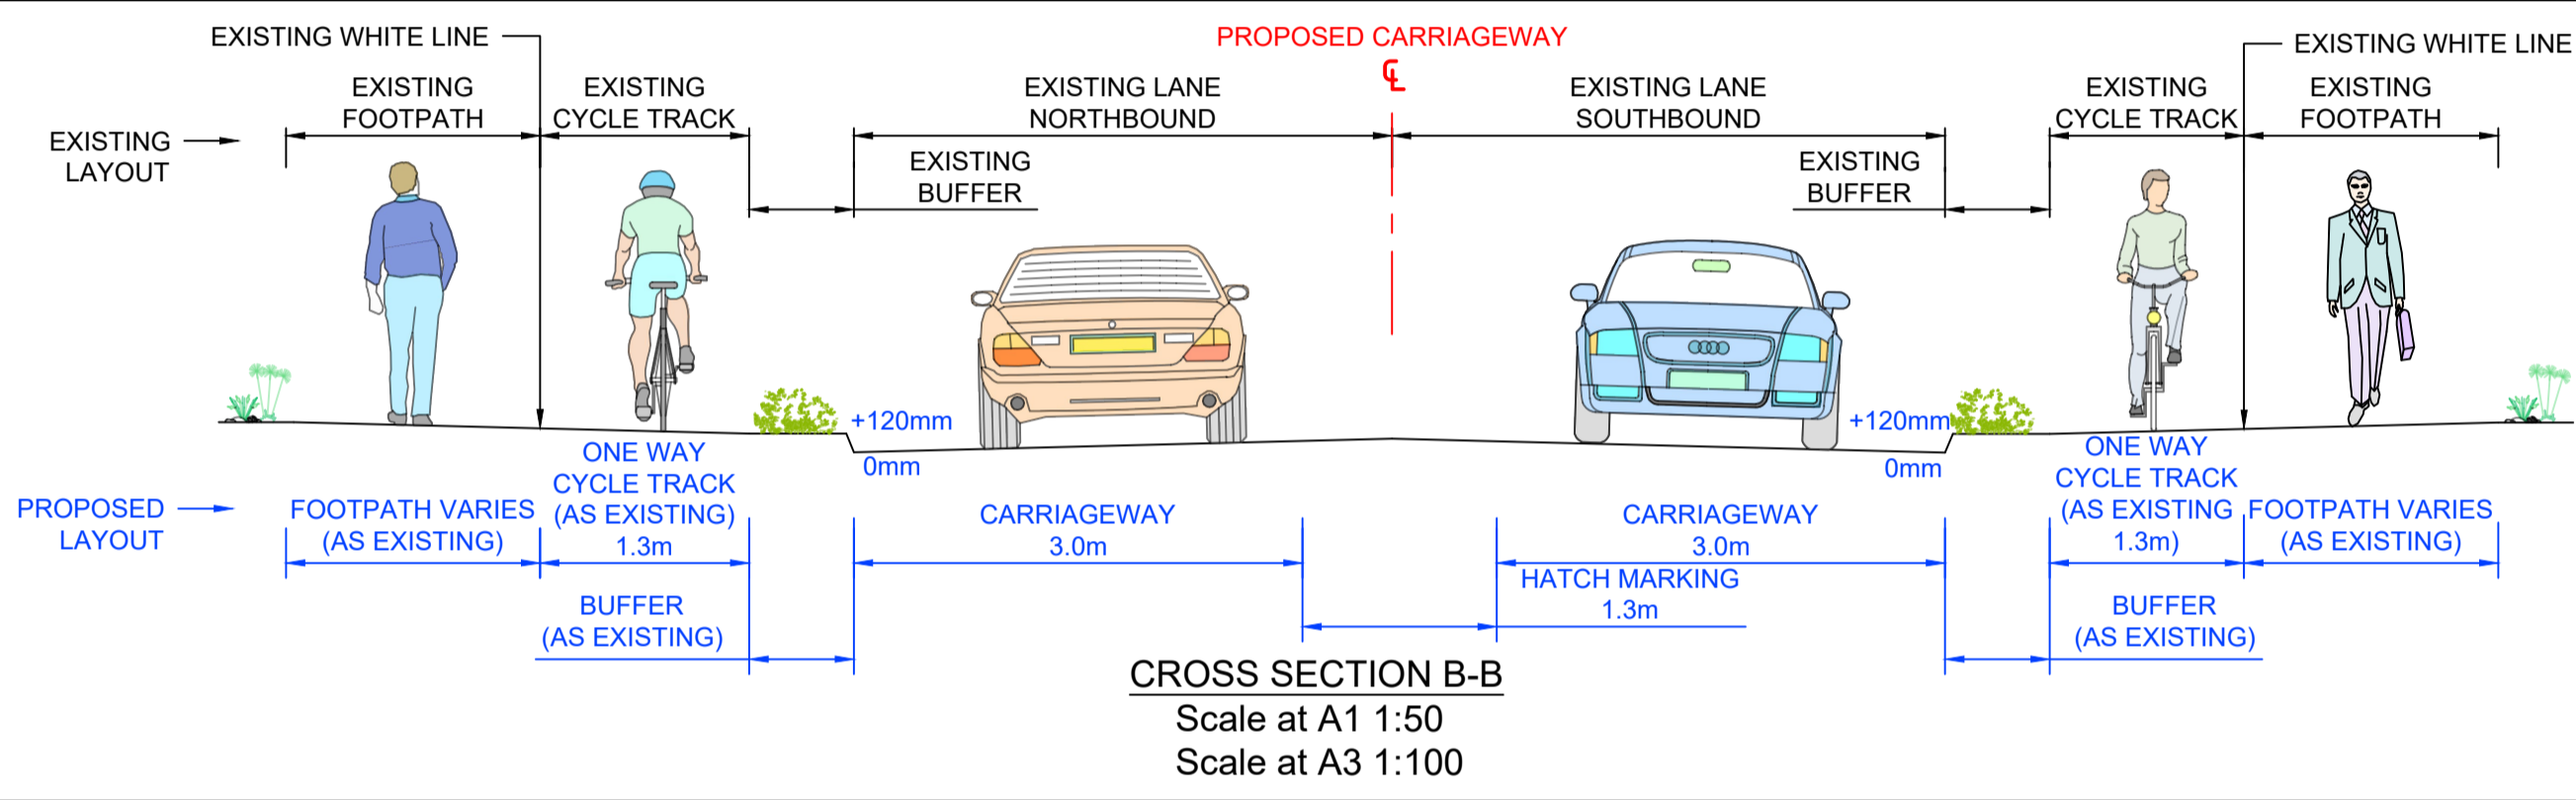 EXISTING WHITE LINE
PROPOSED CARRIAGEWAY
℄
EXISTING WHITE LINE
EXISTING
LAYOUT
EXISTING
FOOTPATH
EXISTING
CYCLE TRACK
EXISTING
BUFFER
EXISTING LANE
NORTHBOUND
EXISTING LANE
SOUTHBOUND
EXISTING
BUFFER
EXISTING
CYCLE TRACK
EXISTING
FOOTPATH
+120mm
0mm
+120mm
0mm
PROPOSED
LAYOUT
FOOTPATH VARIES
(AS EXISTING)
ONE WAY
CYCLE TRACK
(AS EXISTING)
1.3m
BUFFER
(AS EXISTING)
CARRIAGEWAY
3.0m
HATCH MARKING
1.3m
CARRIAGEWAY
3.0m
ONE WAY
CYCLE TRACK
(AS EXISTING
1.3m)
FOOTPATH VARIES
(AS EXISTING)
BUFFER
(AS EXISTING)
CROSS SECTION B-B
Scale at A1 1:50
Scale at A3 1:100